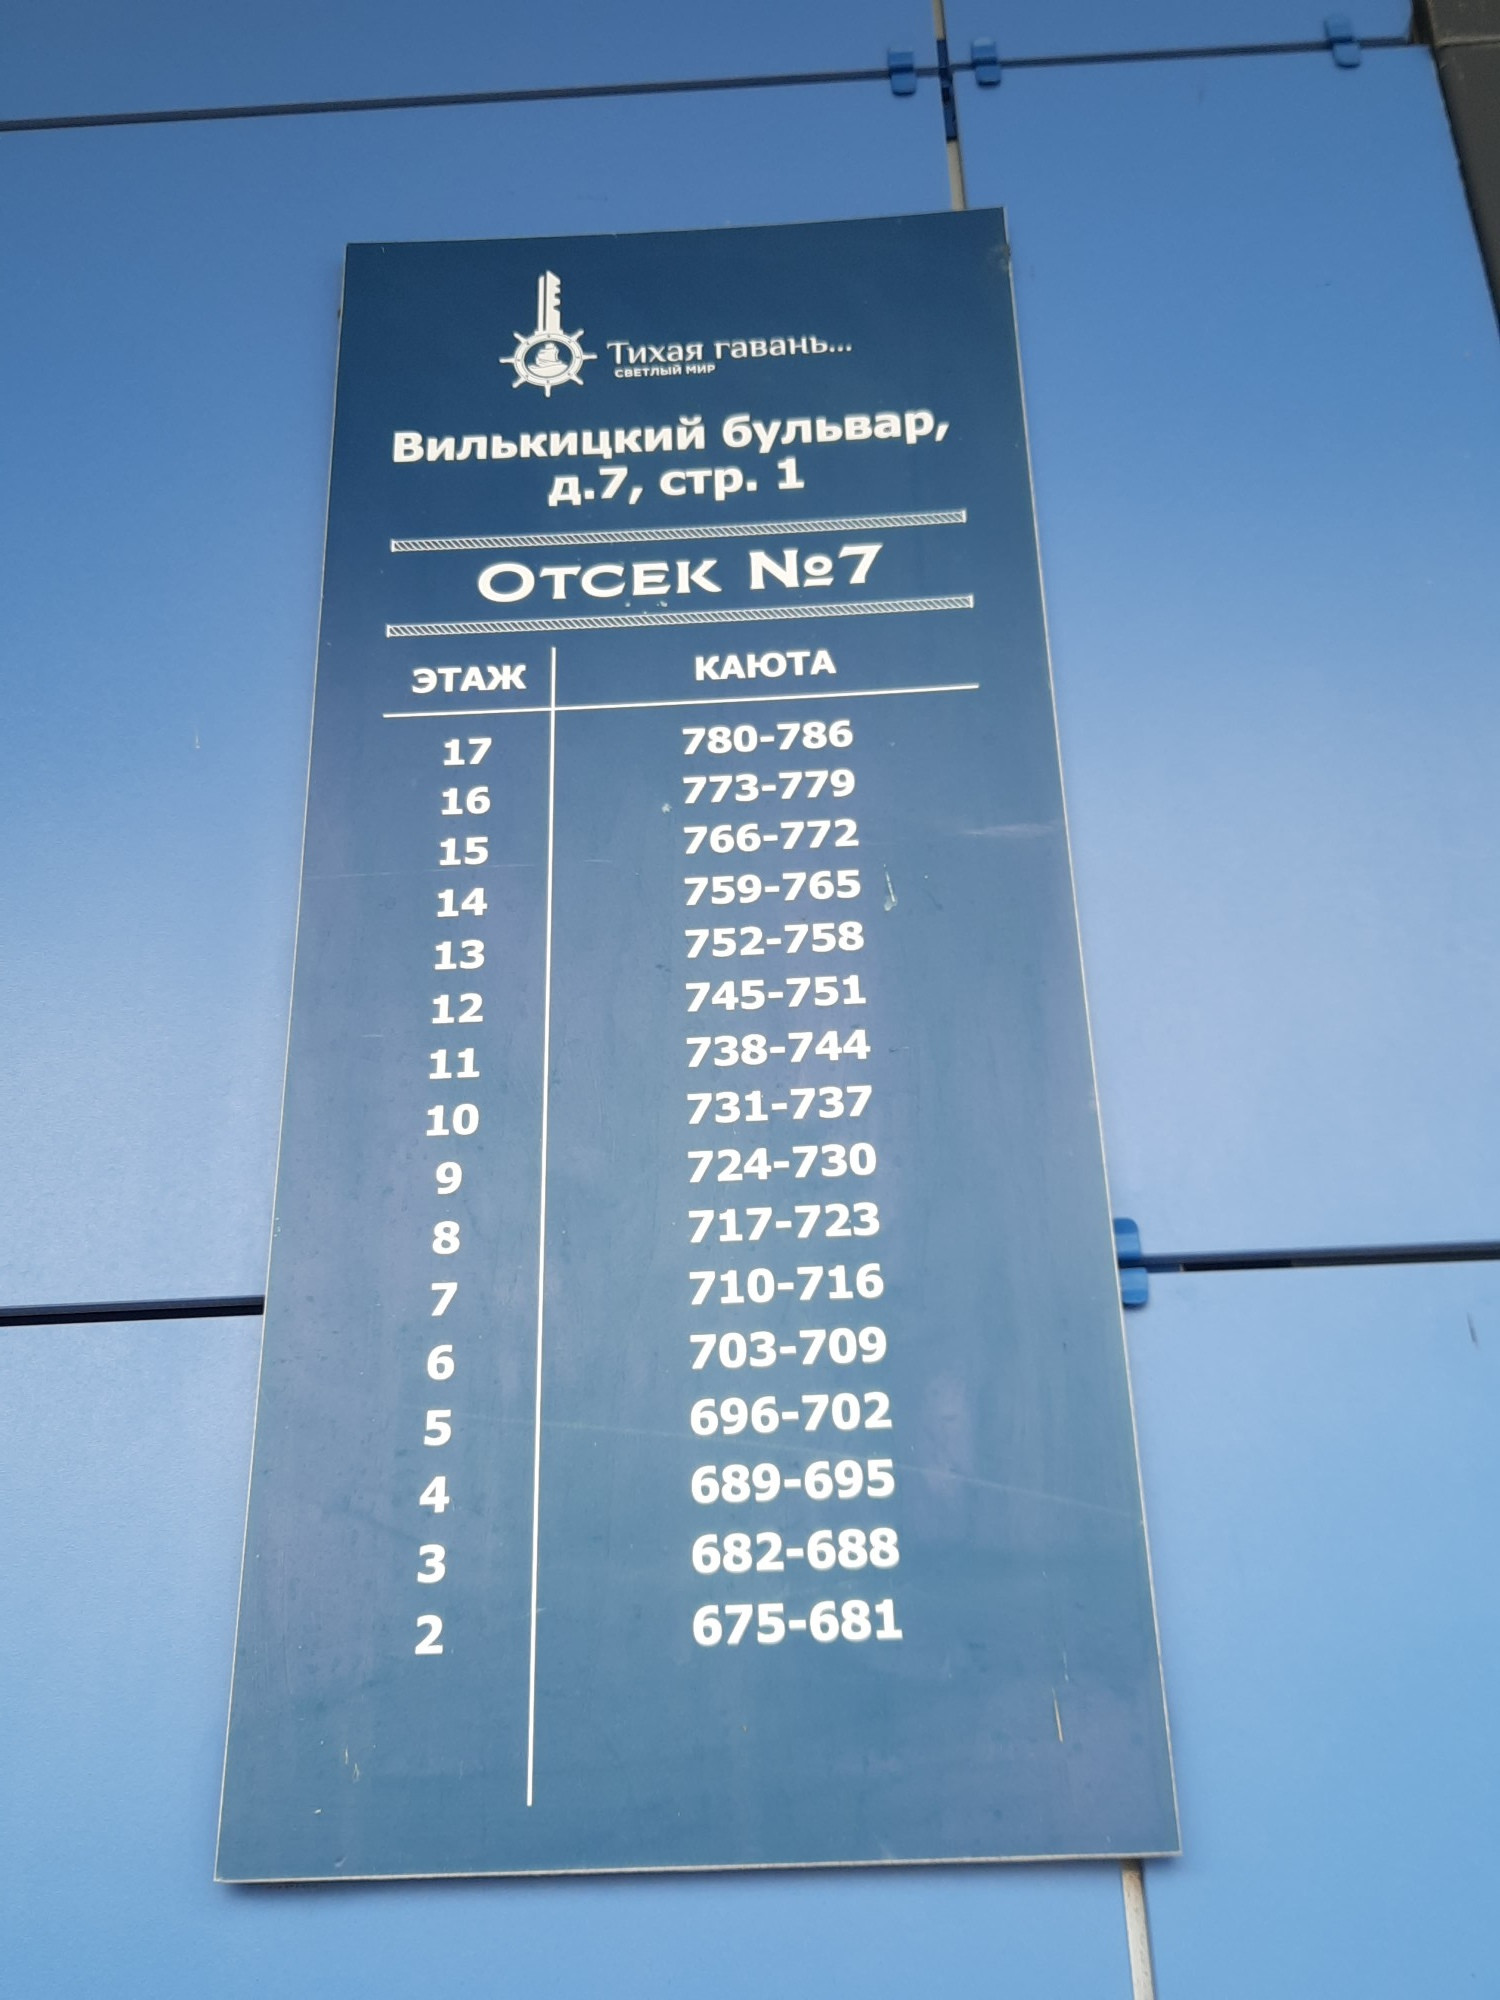 Тихая гавань...
СВЕТЛЫЙ МИР
Вилькицкий бульвар,
д.7, стр. 1
ОТСЕК №7
ЭТАЖ КАЮТА
17 780-786
16 773-779
15 766-772
14 759-765
13 752-758
12 745-751
11 738-744
10 731-737
9 724-730
8 717-723
7 710-716
6 703-709
5 696-702
4 689-695
3 682-688
2 675-681